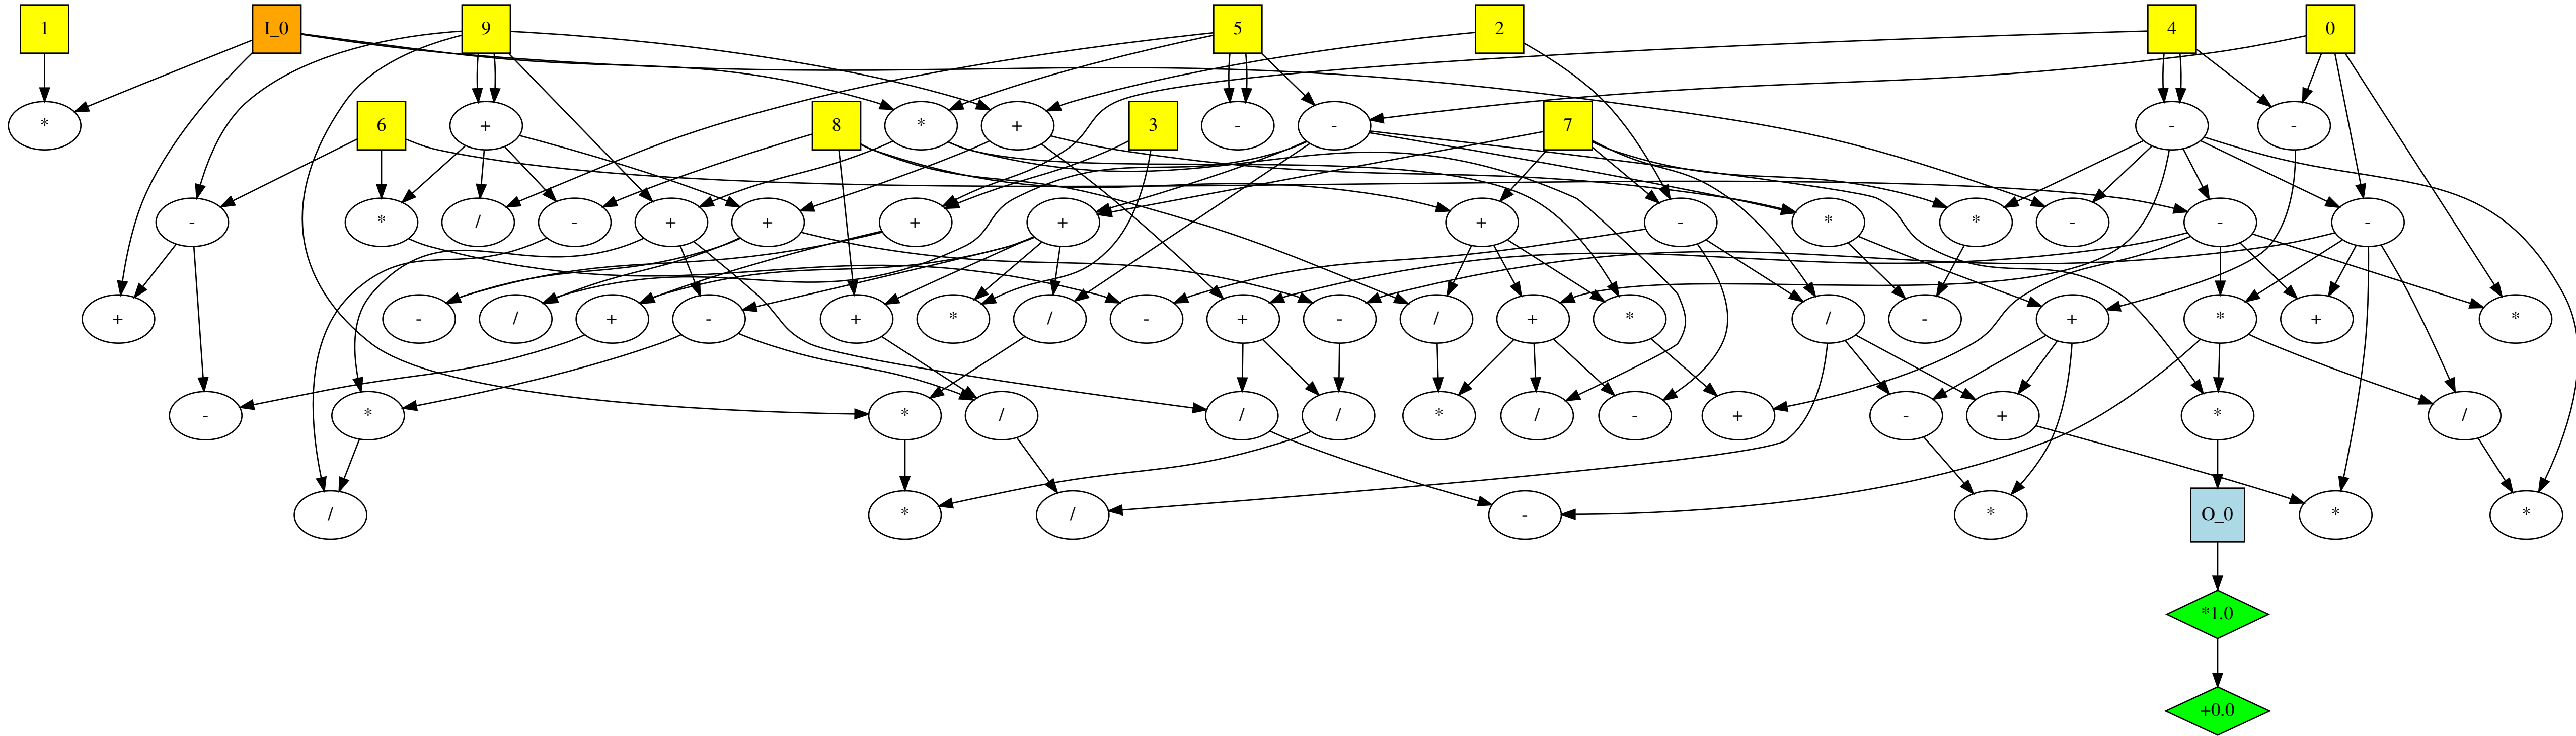 1 I_0 9 5 2 4 0
* 6 + 8 * + 3 - - 7 - -
- * / - + + + + + - * * - - -
+ - / + - + * / - + - / + * / - + * + *
- * * / / / * / - + - + * /
/ * / - * O_0 * *
*1.0
+0.0